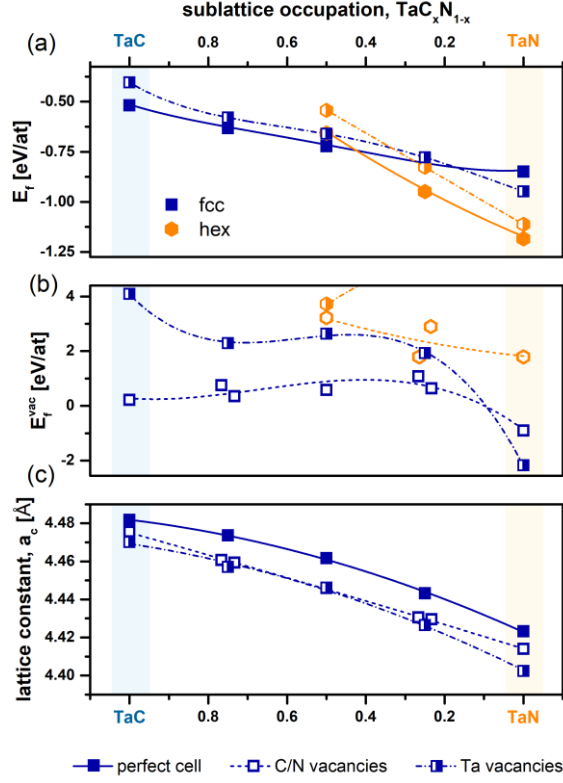 sublattice occupation, TaCxN1-x
(a)
TaC 0.8 0.6 0.4 0.2 TaN
-0.50
-0.75
-1.00
-1.25
Ef [eV/at]
fcc
hex
(b)
4
2
0
-2
Efvac [eV/at]
(c)
4.48
4.46
4.44
4.42
4.40
lattice constant, ac [Å]
TaC 0.8 0.6 0.4 0.2 TaN
perfect cell C/N vacancies Ta vacancies